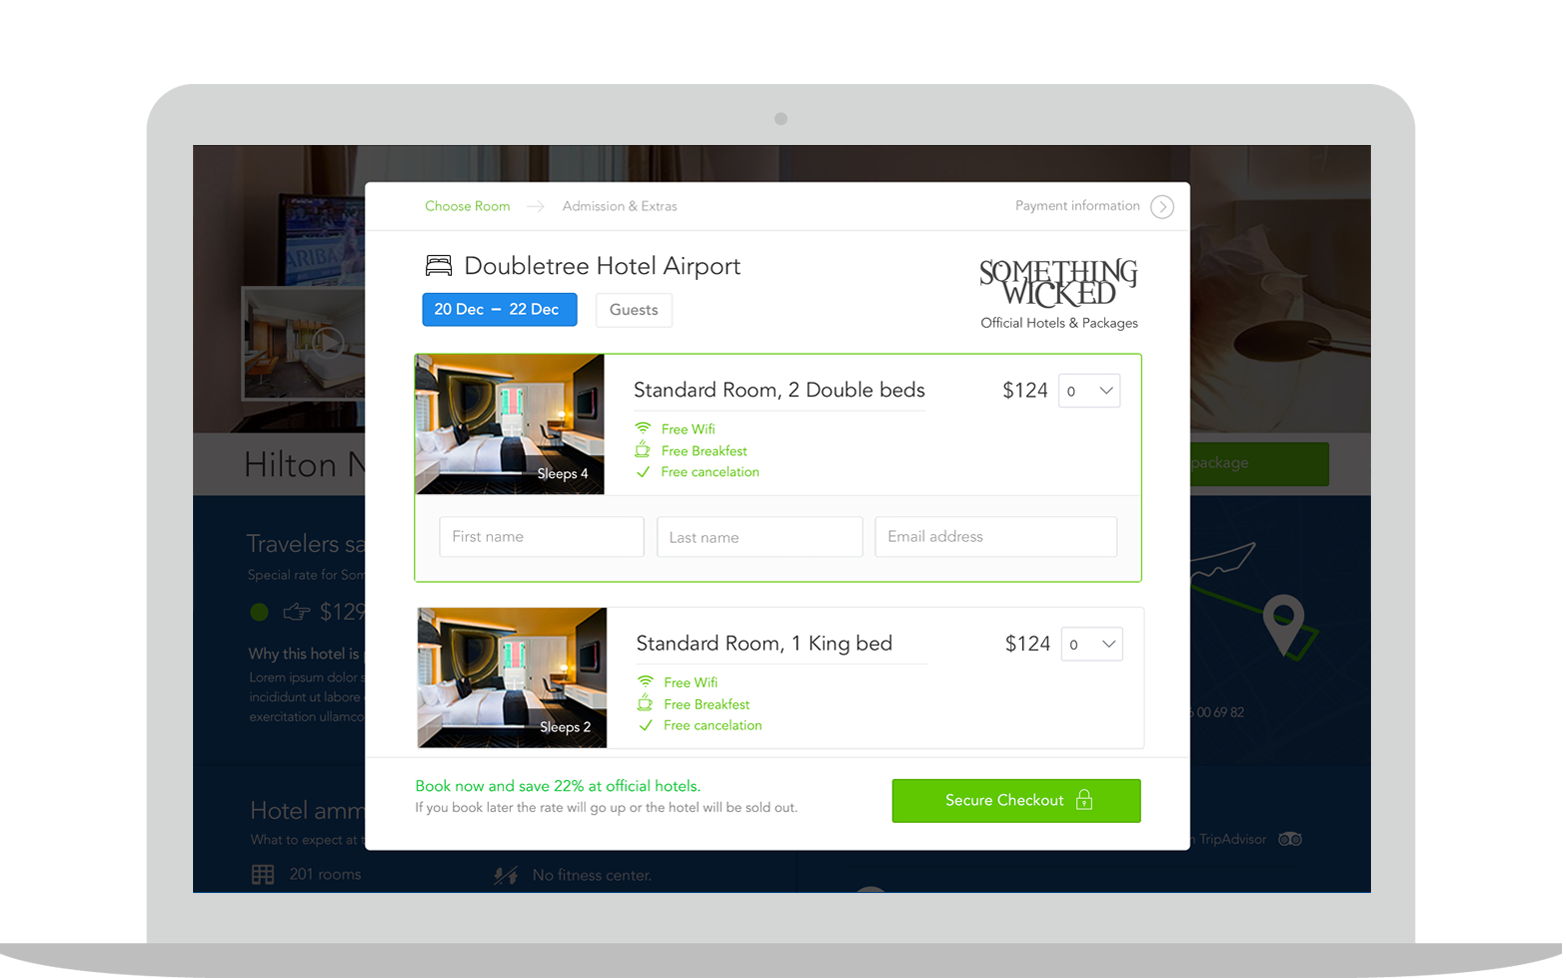 Choose Room
Admission & Extras
Payment information
Doubletree Hotel Airport
20 Dec – 22 Dec
Guests
SOMETHING
WICKED
Official Hotels & Packages
Standard Room, 2 Double beds
$124
0
Free Wifi
Free Breakfest
Free cancelation
Sleeps 4
First name
Last name
Email address
Standard Room, 1 King bed
$124
0
Free Wifi
Free Breakfest
Free cancelation
Sleeps 2
Book now and save 22% at official hotels.
If you book later the rate will go up or the hotel will be sold out.
Secure Checkout
ARIBA
Hilton N
package
Travelers sa
Special rate for Som
$129
Why this hotel is
Lorem ipsum dolor s
incididunt ut labore
exercitation ullamco
00 69 82
Hotel amm
What to expect at t
TripAdvisor
201 rooms
No fitness center.